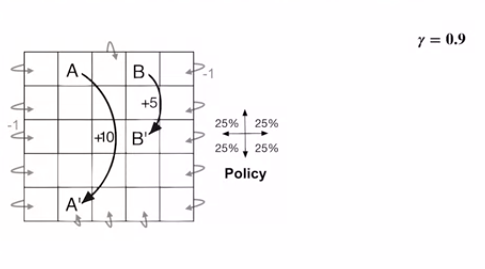 γ = 0.9
A
B
-1
+5
-1
+10
B'
25% 25%
25% 25%
Policy
A'